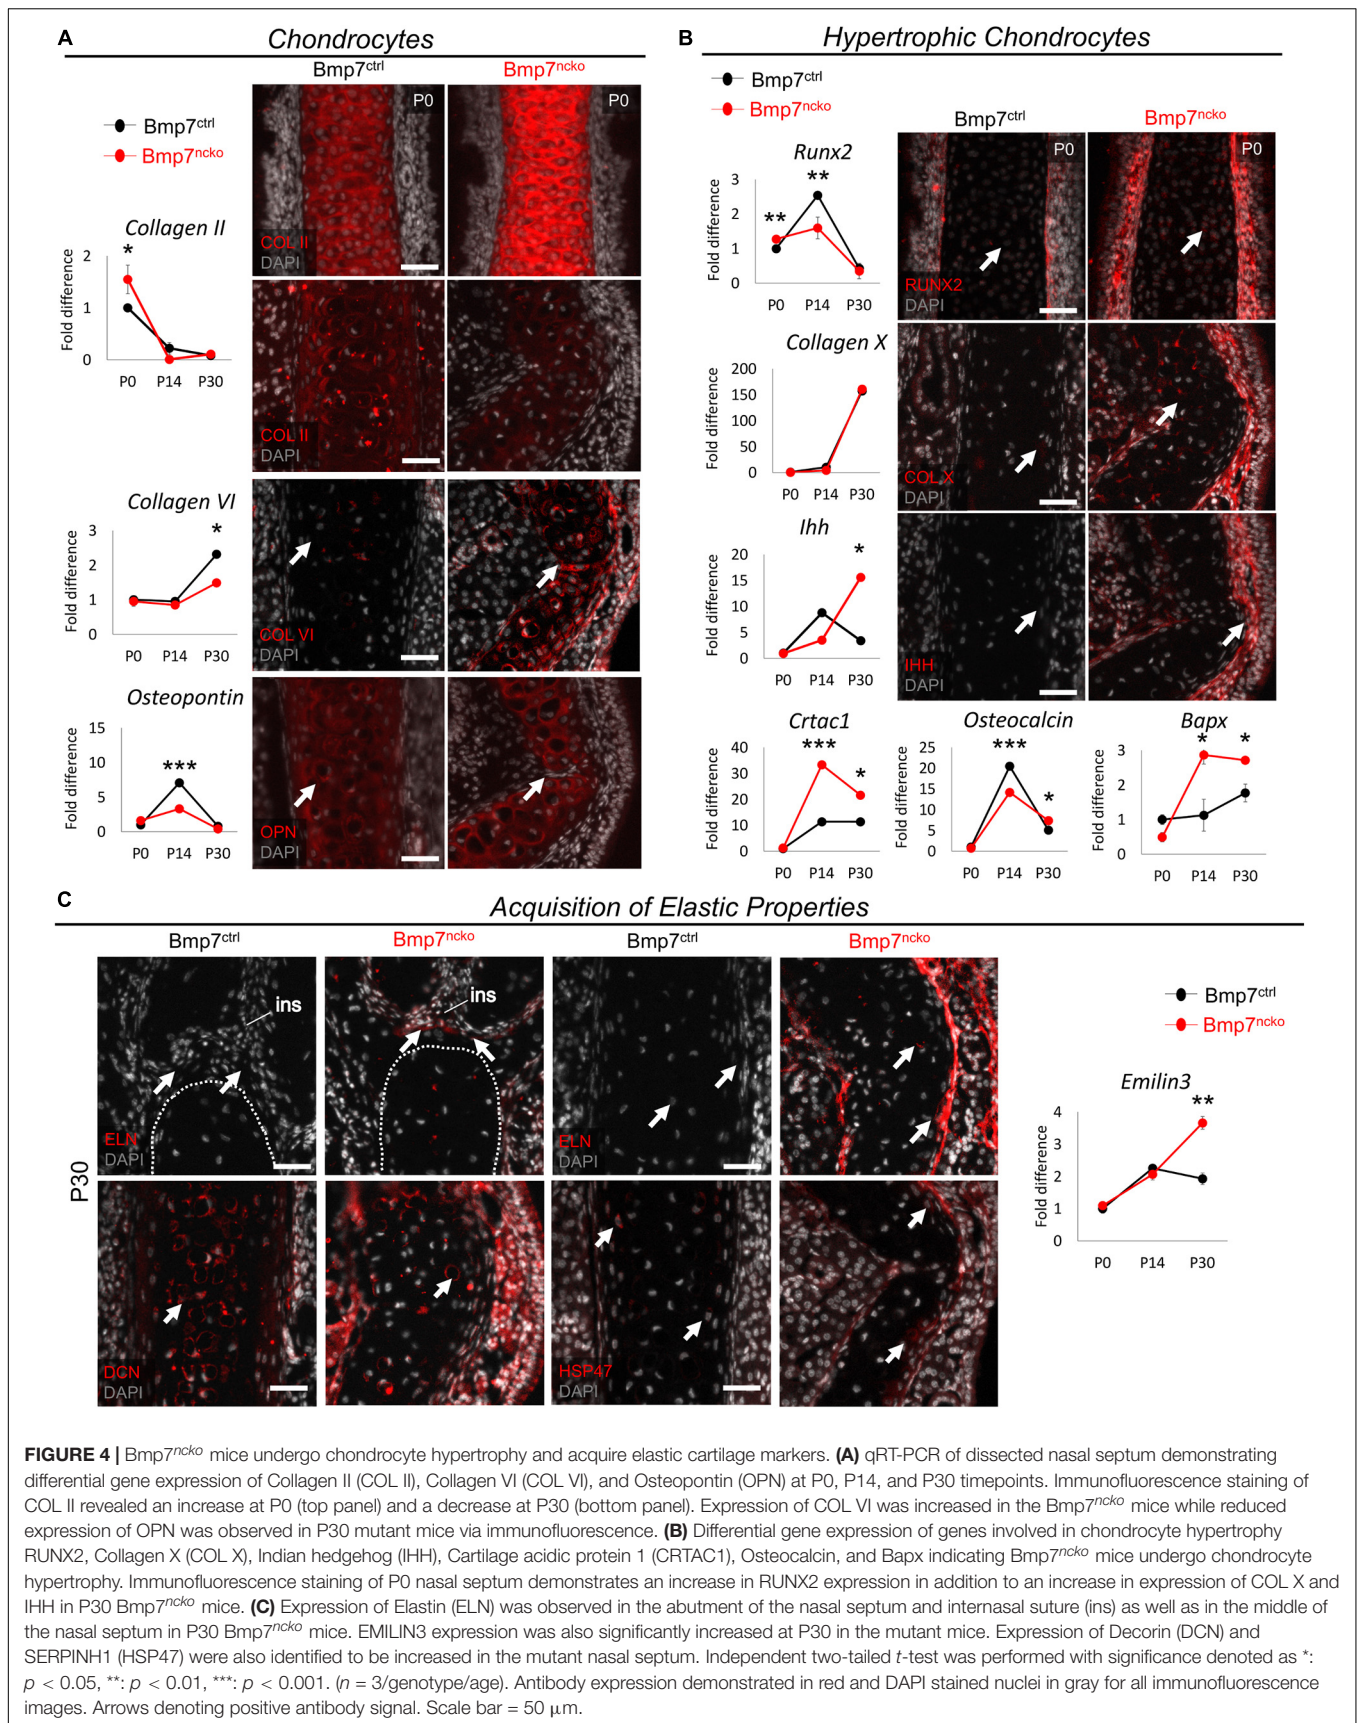 A
Chondrocytes
Bmp7ctrl
Bmp7ncko
Bmp7ctrl
Bmp7ncko
P0
P0
COL II
DAPI
Collagen II
*
Fold difference
2
1
0
P0 P14 P30
COL II
DAPI
Collagen VI
*
Fold difference
3
2
1
0
P0 P14 P30
COL VI
DAPI
Osteopontin
***
Fold difference
15
10
5
0
P0 P14 P30
OPN
DAPI
B
Hypertrophic Chondrocytes
Bmp7ctrl
Bmp7ncko
Bmp7ctrl
Bmp7ncko
P0
P0
RUNX2
DAPI
Runx2
** **
Fold difference
3
2
1
0
P0 P14 P30
Collagen X
Fold difference
200
150
100
50
0
P0 P14 P30
COL X
DAPI
Ihh
*
Fold difference
20
15
10
5
0
P0 P14 P30
IHH
DAPI
Crtac1
*** *
Fold difference
40
30
20
10
0
P0 P14 P30
Osteocalcin
*** *
Fold difference
25
20
15
10
5
0
P0 P14 P30
Bapx
* *
Fold difference
3
2
1
0
P0 P14 P30
C
Acquisition of Elastic Properties
Bmp7ctrl
Bmp7ncko
Bmp7ctrl
Bmp7ncko
P30
ins
ELN
DAPI
ins
ELN
DAPI
DCN
DAPI
HSP47
DAPI
Bmp7ctrl
Bmp7ncko
Emilin3
**
Fold difference
4
3
2
1
0
P0 P14 P30
FIGURE 4 | Bmp7ncko mice undergo chondrocyte hypertrophy and acquire elastic cartilage markers. (A) qRT-PCR of dissected nasal septum demonstrating
differential gene expression of Collagen II (COL II), Collagen VI (COL VI), and Osteopontin (OPN) at P0, P14, and P30 timepoints. Immunofluorescence staining of
COL II revealed an increase at P0 (top panel) and a decrease at P30 (bottom panel). Expression of COL VI was increased in the Bmp7ncko mice while reduced
expression of OPN was observed in P30 mutant mice via immunofluorescence. (B) Differential gene expression of genes involved in chondrocyte hypertrophy
RUNX2, Collagen X (COL X), Indian hedgehog (IHH), Cartilage acidic protein 1 (CRTAC1), Osteocalcin, and Bapx indicating Bmp7ncko mice undergo chondrocyte
hypertrophy. Immunofluorescence staining of P0 nasal septum demonstrates an increase in RUNX2 expression in addition to an increase in expression of COL X and
IHH in P30 Bmp7ncko mice. (C) Expression of Elastin (ELN) was observed in the abutment of the nasal septum and internasal suture (ins) as well as in the middle of
the nasal septum in P30 Bmp7ncko mice. EMILIN3 expression was also significantly increased at P30 in the mutant mice. Expression of Decorin (DCN) and
SERPINH1 (HSP47) were also identified to be increased in the mutant nasal septum. Independent two-tailed t-test was performed with significance denoted as *:
p < 0.05, **: p < 0.01, ***: p < 0.001. (n = 3/genotype/age). Antibody expression demonstrated in red and DAPI stained nuclei in gray for all immunofluorescence
images. Arrows denoting positive antibody signal. Scale bar = 50 μm.